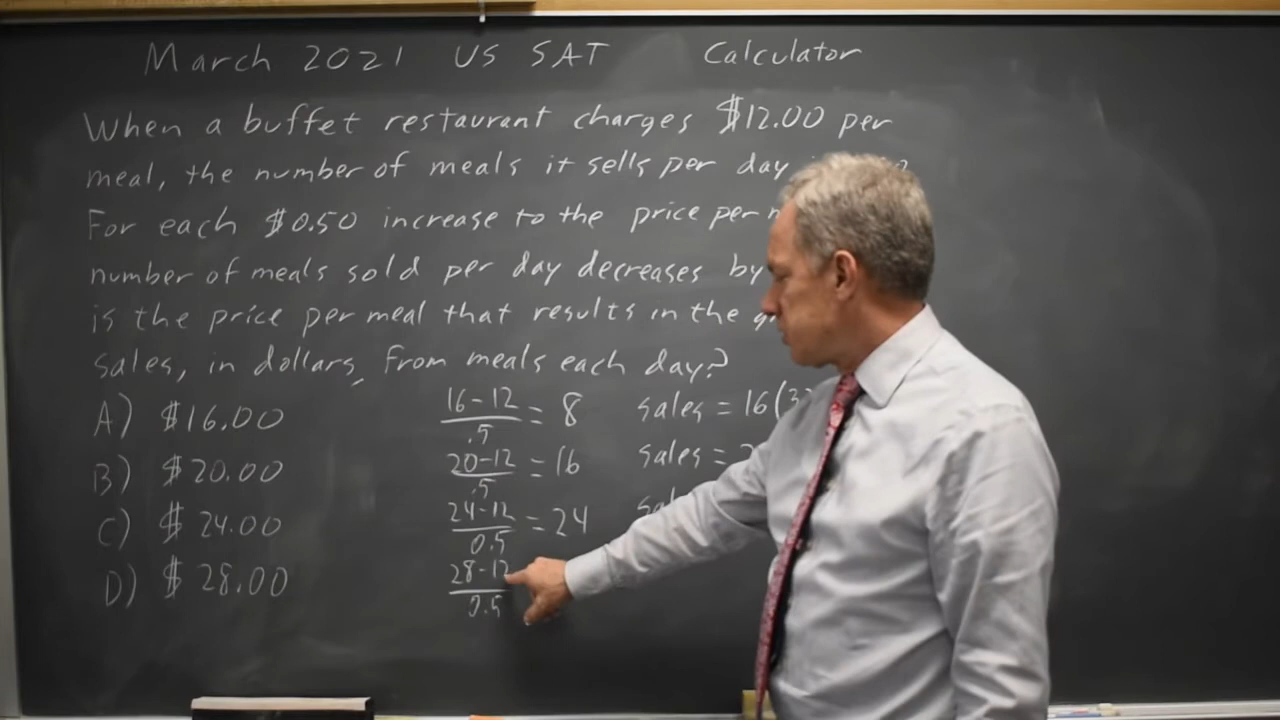 March 2021 US SAT Calculator
When a buffet restaurant charges $12.00 per
meal, the number of meals it sells per day
For each $0.50 increase to the price per
number of meals sold per day decreases by
is the price per meal that results in the
sales, in dollars, from meals each day?
A) $16.00
16-12/.5 = 8
sales = 16(3
B) $20.00
20-12/.5 = 16
sales = 2
C) $24.00
24-12/0.5 = 24
D) $28.00
28-12/0.5